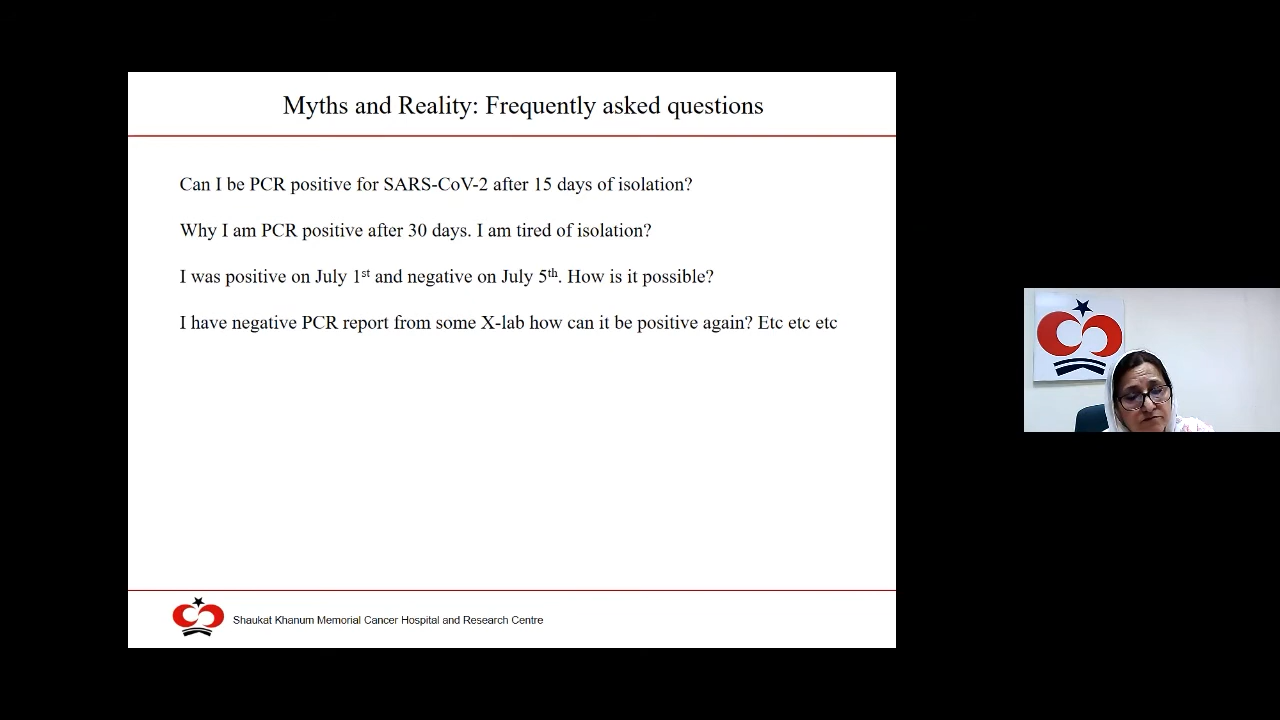 Myths and Reality: Frequently asked questions
Can I be PCR positive for SARS-CoV-2 after 15 days of isolation?
Why I am PCR positive after 30 days. I am tired of isolation?
I was positive on July 1st and negative on July 5th. How is it possible?
I have negative PCR report from some X-lab how can it be positive again? Etc etc etc
Shaukat Khanum Memorial Cancer Hospital and Research Centre